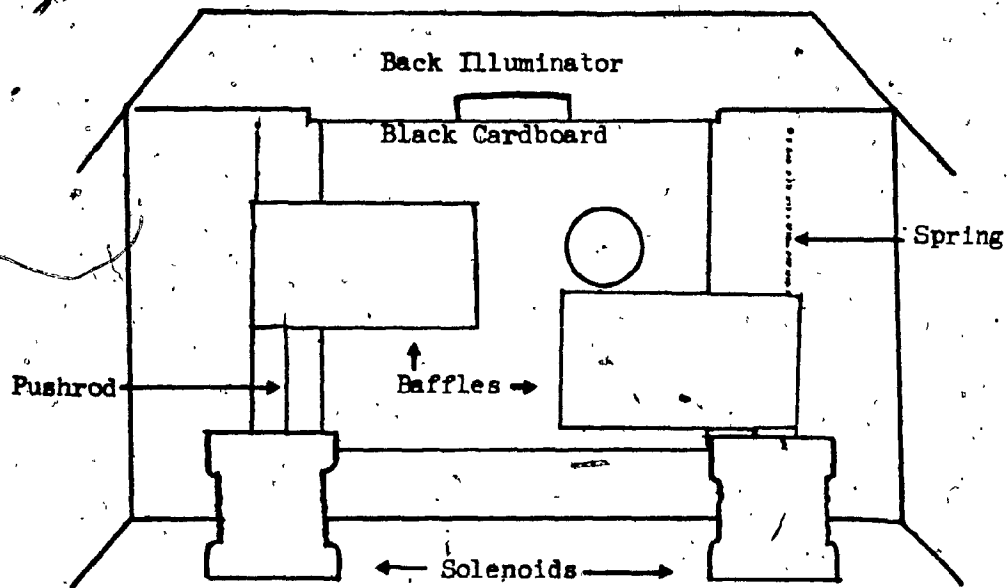 Back Illuminator
Black Cardboard
Spring
Pushrod
Baffles
Solenoids